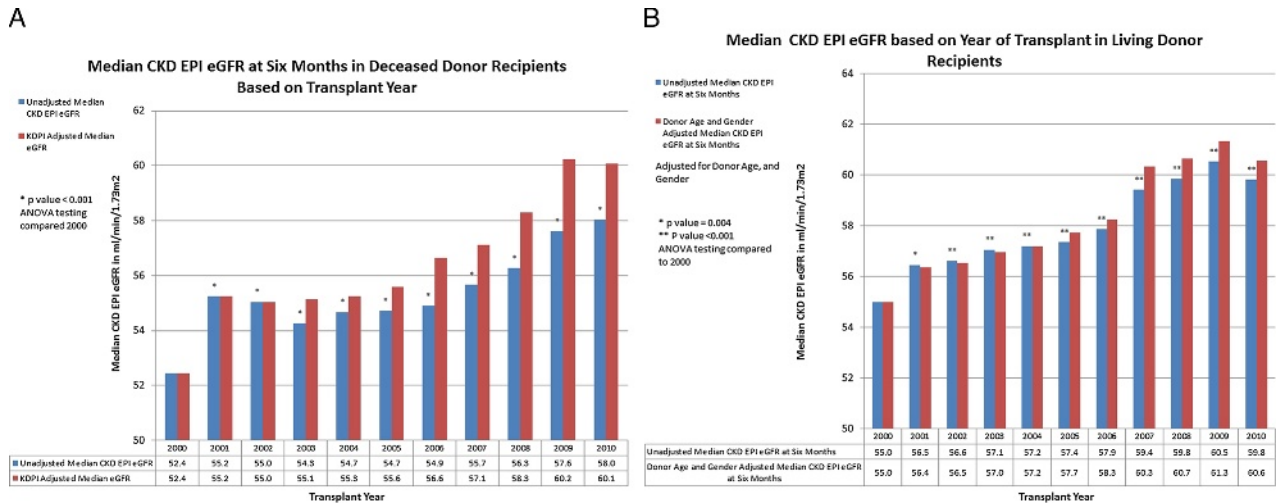 A
Median CKD EPI eGFR at Six Months in Deceased Donor Recipients
Based on Transplant Year
Unadjusted Median
CKD EPI eGFR
KDPI Adjusted Median
eGFR
* p value < 0.001
ANOVA testing
compared 2000
Median CKD EPI eGFR in ml/min/1.73m2
62
60
58
56
54
52
50
* * * * * * * * * *
2000 2001 2002 2003 2004 2005 2006 2007 2008 2009 2010
Unadjusted Median CKD EPI eGFR 52.4 55.2 55.0 54.3 54.7 54.7 54.9 55.7 56.3 57.6 58.0
KDPI Adjusted Median eGFR 52.4 55.2 55.0 55.1 55.3 55.6 56.6 57.1 58.3 60.2 60.1
Transplant Year
B
Median CKD EPI eGFR based on Year of Transplant in Living Donor
Recipients
Unadjusted Median CKD EPI
eGFR at Six Months
Donor Age and Gender
Adjusted Median CKD EPI
eGFR at Six Months
Adjusted for Donor Age, and
Gender
* p value = 0.004
** P value <0.001
ANOVA testing compared
to 2000
Median CKD EPI eGFR in ml/min/1.73m2
64
62
60
58
56
54
52
50
* ** ** ** ** ** ** ** ** **
2000 2001 2002 2003 2004 2005 2006 2007 2008 2009 2010
Unadjusted Median CKD EPI eGFR at Six Months 55.0 56.5 56.6 57.1 57.2 57.4 57.9 59.4 59.8 60.5 59.8
Donor Age and Gender Adjusted Median CKD EPI eGFR
at Six Months 55.0 56.4 56.5 57.0 57.2 57.7 58.3 60.3 60.7 61.3 60.6
Transplant Year